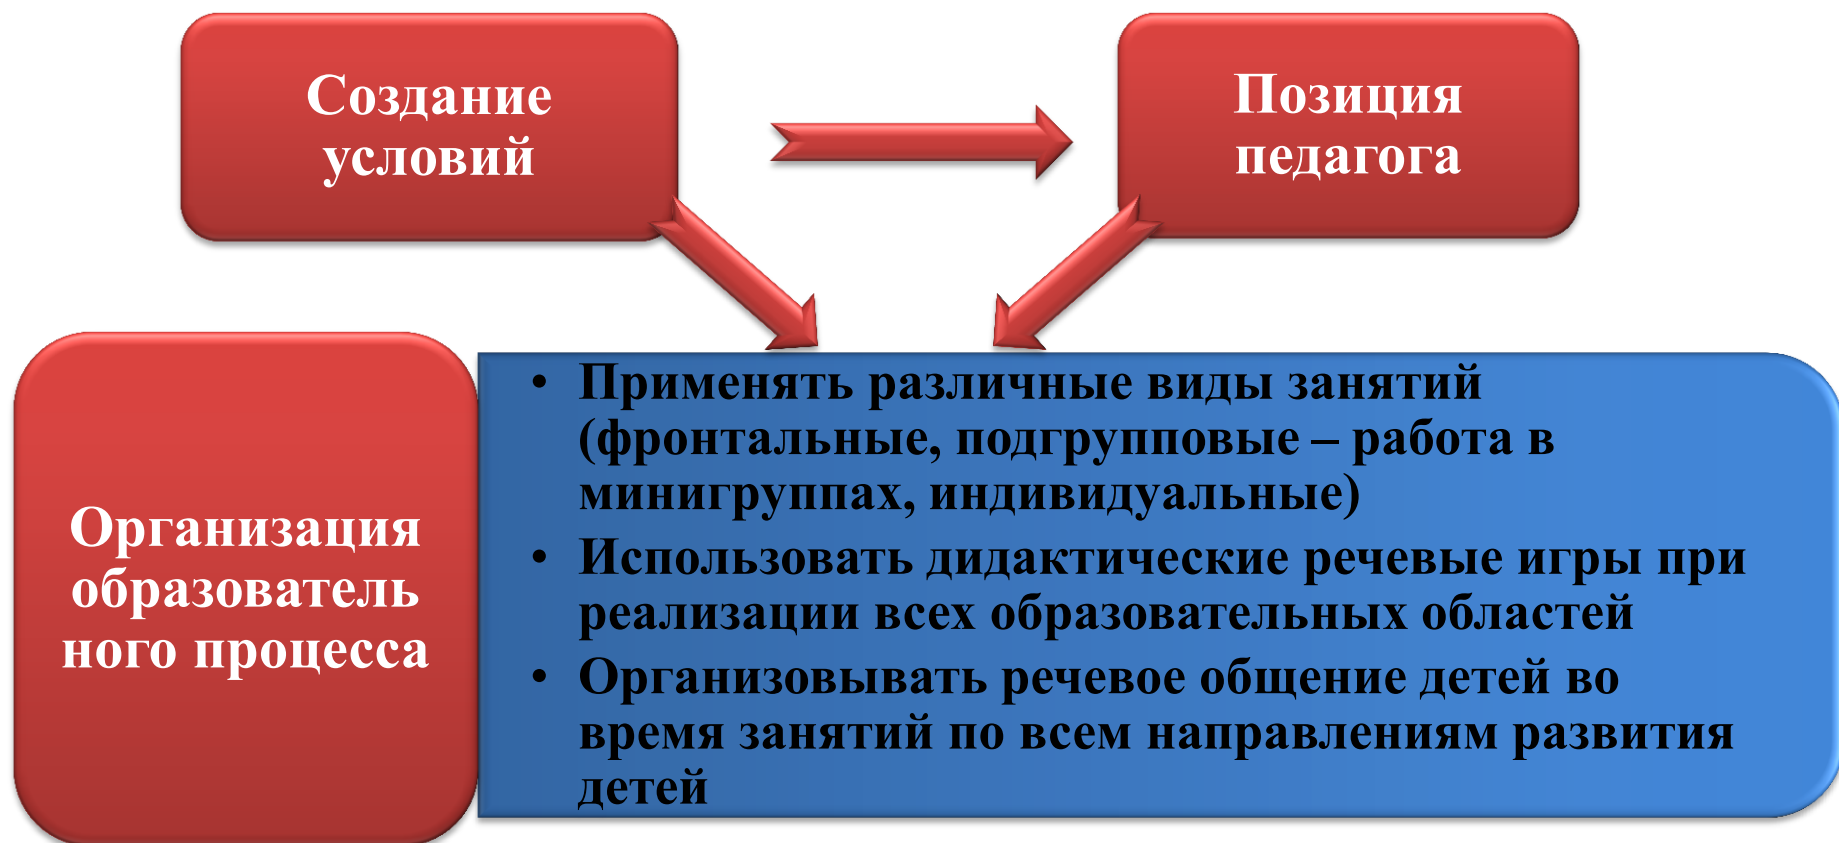 Создание
условий
Позиция
педагога
Организация
образователь
ного процесса
• Применять различные виды занятий
(фронтальные, подгрупповые – работа в
минигруппах, индивидуальные)
• Использовать дидактические речевые игры при
реализации всех образовательных областей
• Организовывать речевое общение детей во
время занятий по всем направлениям развития
детей